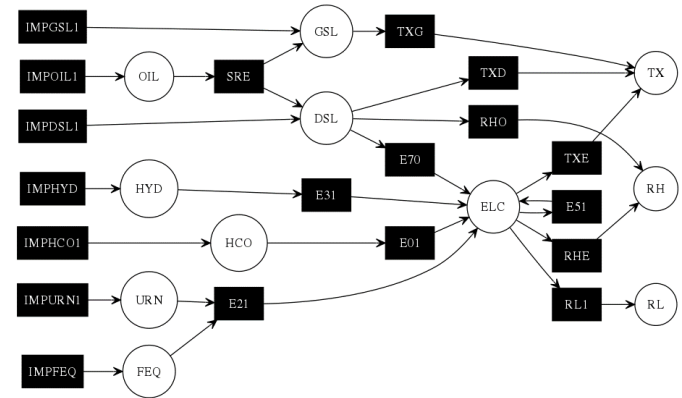 IMPGSL1
GSL
TXG
IMPOIL1
OIL
SRE
TXD
TX
IMPDSL1
DSL
RHO
E70
TXE
IMPHYD
HYD
E31
ELC
E51
RH
IMPHCO1
HCO
E01
RHE
IMPURN1
URN
E21
RL1
RL
IMPFEQ
FEQ